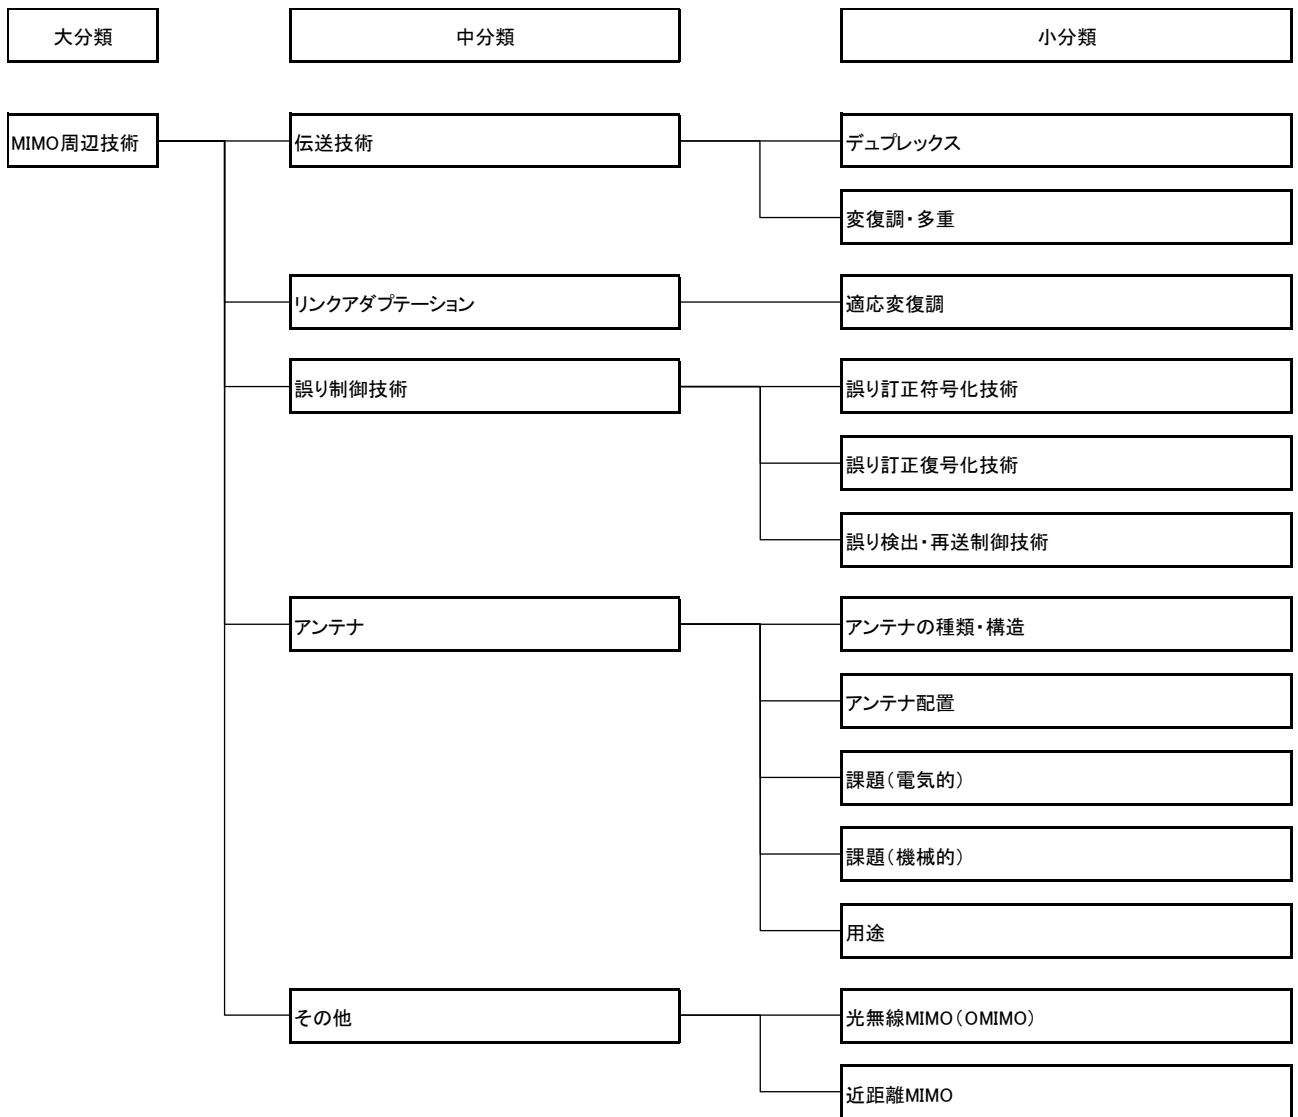 大分類
中分類
小分類
MIMO周辺技術
伝送技術
デュプレックス
変復調・多重
リンクアダプテーション
適応変復調
誤り制御技術
誤り訂正符号化技術
誤り訂正復号化技術
誤り検出・再送制御技術
アンテナ
アンテナの種類・構造
アンテナ配置
課題(電気的)
課題(機械的)
用途
その他
光無線MIMO(OMIMO)
近距離MIMO